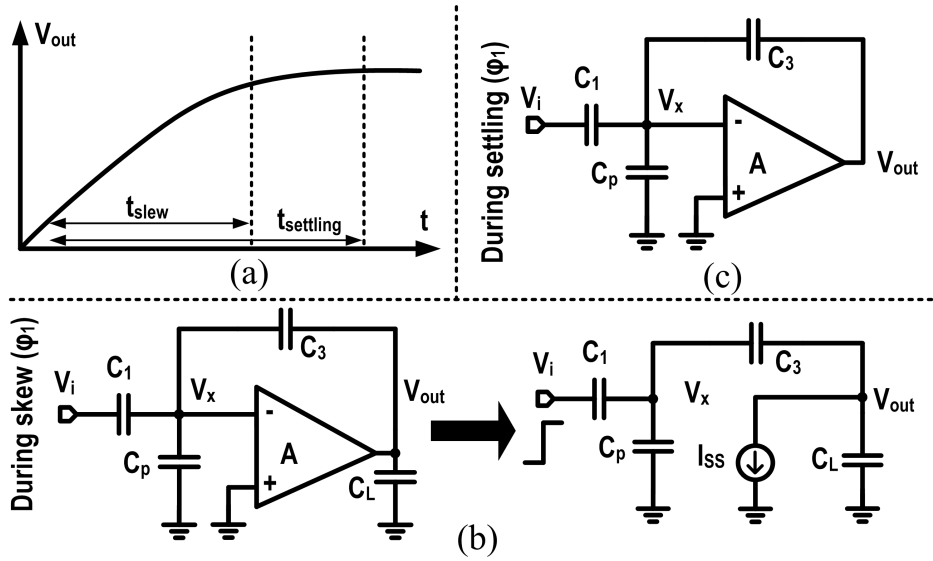 Vout
tslew
tsettling
t
(a)
During settling (φ1)
C3
C1
Vi
Vx
-
Cp
A
+
Vout
(c)
During skew (φ1)
C3
C1
Vi
Vx
Vout
-
Cp
A
+
CL
C3
C1
Vi
Vx
Vout
Cp
ISS
CL
(b)